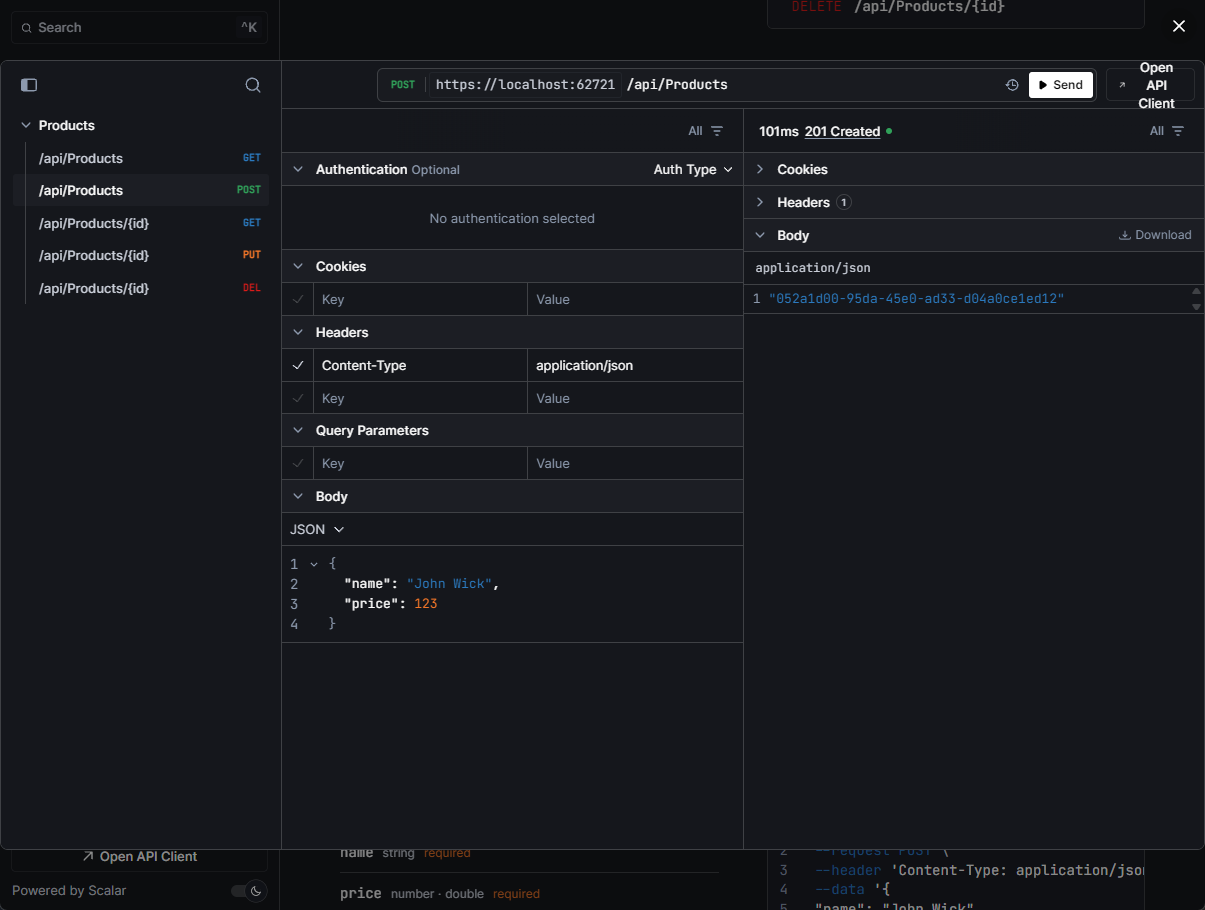 Search ^K
DELETE /api/Products/{id}
Products
/api/Products GET
/api/Products POST
/api/Products/{id} GET
/api/Products/{id} PUT
/api/Products/{id} DEL
POST https://localhost:62721 /api/Products Send
Open
API
Client
All
Authentication Optional Auth Type
No authentication selected
Cookies
Key Value
Headers
Content-Type application/json
Key Value
Query Parameters
Key Value
Body
JSON
1 {
2 "name": "John Wick",
3 "price": 123
4 }
101ms 201 Created All
Cookies
Headers 1
Body Download
application/json
1 "052a1d00-95da-45e0-ad33-d04a0ce1ed12"
Open API Client
Powered by Scalar
name string required
price number · double required
2 --request POST \
3 --header 'Content-Type: application/json
4 --data '{
5 "name": "John Wick"